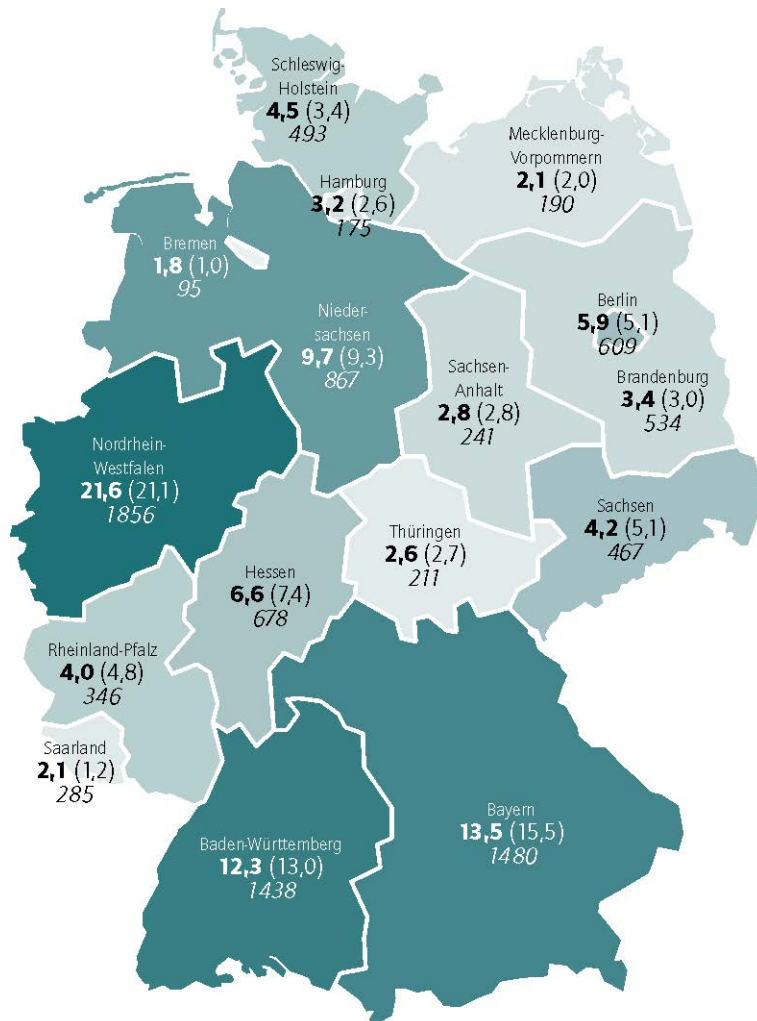 Schleswig-
Holstein
4,5 (3,4)
493
Mecklenburg-
Vorpommern
2,1 (2,0)
190
Hamburg
3,2 (2,6)
175
Bremen
1,8 (1,0)
95
Nieder-
sachsen
9,7 (9,3)
867
Berlin
5,9 (5,1)
609
Brandenburg
3,4 (3,0)
534
Sachsen-
Anhalt
2,8 (2,8)
241
Nordrhein-
Westfalen
21,6 (21,1)
1856
Sachsen
4,2 (5,1)
467
Thüringen
2,6 (2,7)
211
Hessen
6,6 (7,4)
678
Rheinland-Pfalz
4,0 (4,8)
346
Saarland
2,1 (1,2)
285
Bayern
13,5 (15,5)
1480
Baden-Württemberg
12,3 (13,0)
1438